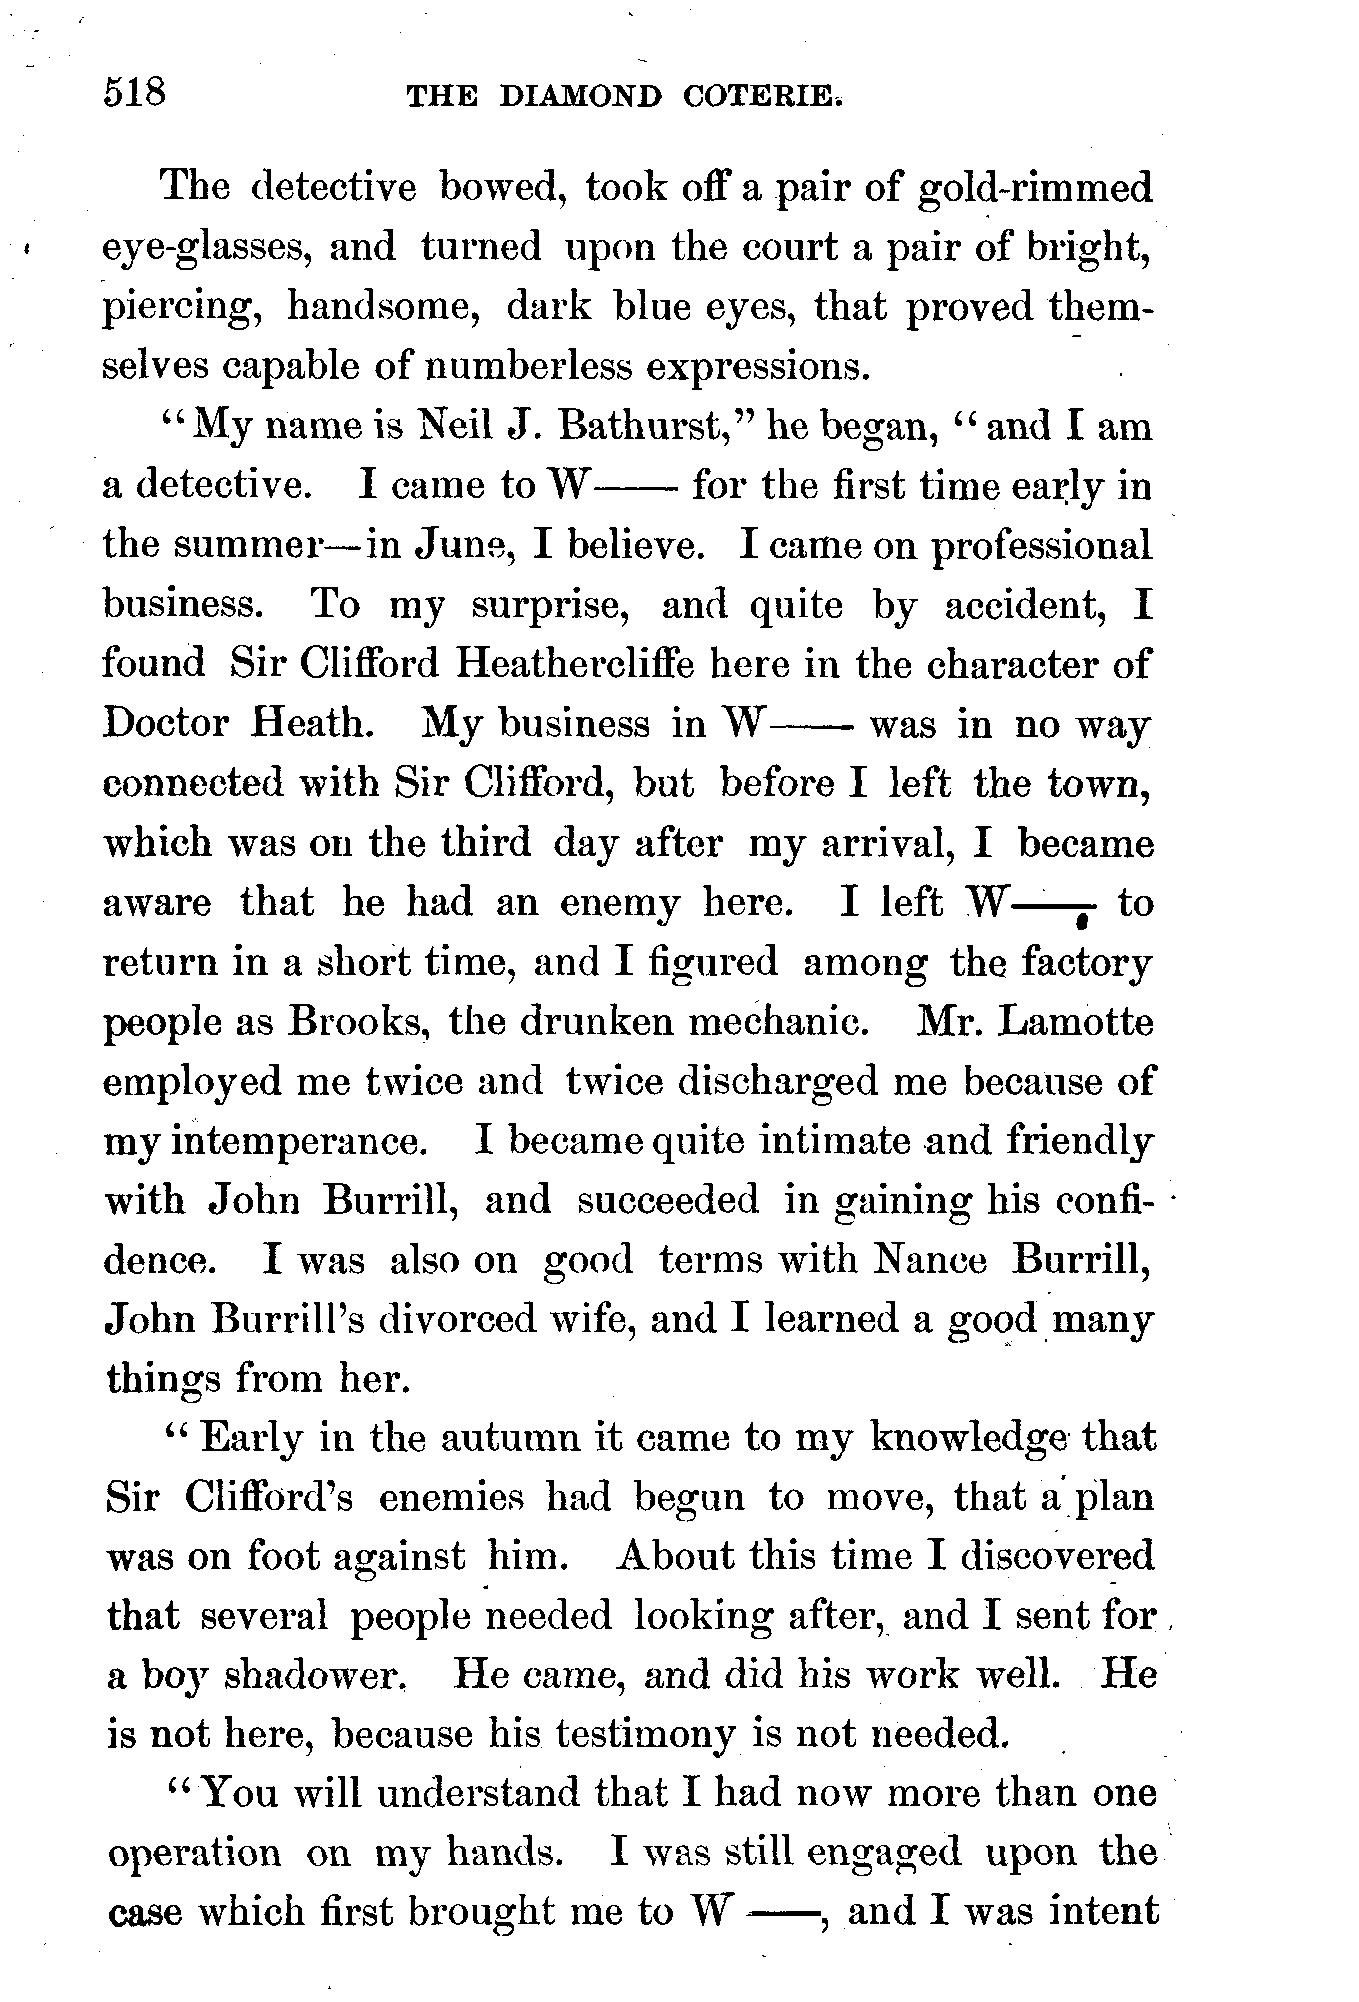 518 THE DIAMOND COTERIE.
The detective bowed, took off a pair of gold-rimmed
eye-glasses, and turned upon the court a pair of bright,
piercing, handsome, dark blue eyes, that proved them-
selves capable of numberless expressions.
“My name is Neil J. Bathurst,” he began, “and I am
a detective. I came to W—— for the first time early in
the summer—in June, I believe. I came on professional
business. To my surprise, and quite by accident, I
found Sir Clifford Heathercliffe here in the character of
Doctor Heath. My business in W—— was in no way
connected with Sir Clifford, but before I left the town,
which was on the third day after my arrival, I became
aware that he had an enemy here. I left W——, to
return in a short time, and I figured among the factory
people as Brooks, the drunken mechanic. Mr. Lamotte
employed me twice and twice discharged me because of
my intemperance. I became quite intimate and friendly
with John Burrill, and succeeded in gaining his confi-
dence. I was also on good terms with Nance Burrill,
John Burrill's divorced wife, and I learned a good many
things from her.
“Early in the autumn it came to my knowledge that
Sir Clifford's enemies had begun to move, that a plan
was on foot against him. About this time I discovered
that several people needed looking after, and I sent for
a boy shadower. He came, and did his work well. He
is not here, because his testimony is not needed.
“You will understand that I had now more than one
operation on my hands. I was still engaged upon the
case which first brought me to W——, and I was intent